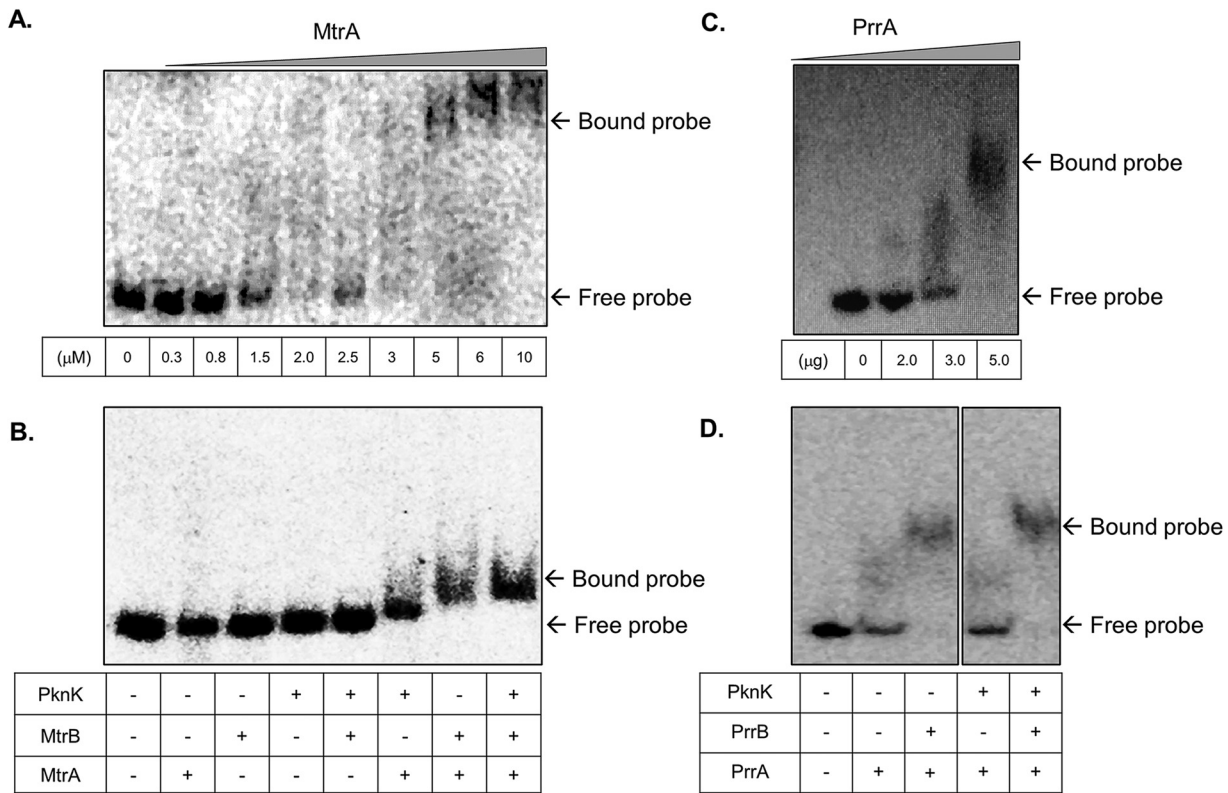 A.
MtrA
← Bound probe
← Free probe
(µM) 0 0.3 0.8 1.5 2.0 2.5 3 5 6 10
C.
PrrA
← Bound probe
← Free probe
(µg) 0 2.0 3.0 5.0
B.
← Bound probe
← Free probe
PknK - - - + + + - +
MtrB - - + - + - + +
MtrA - + - - - + + +
D.
← Bound probe
← Free probe
PknK - - - + +
PrrB - - + - +
PrrA - + + + +